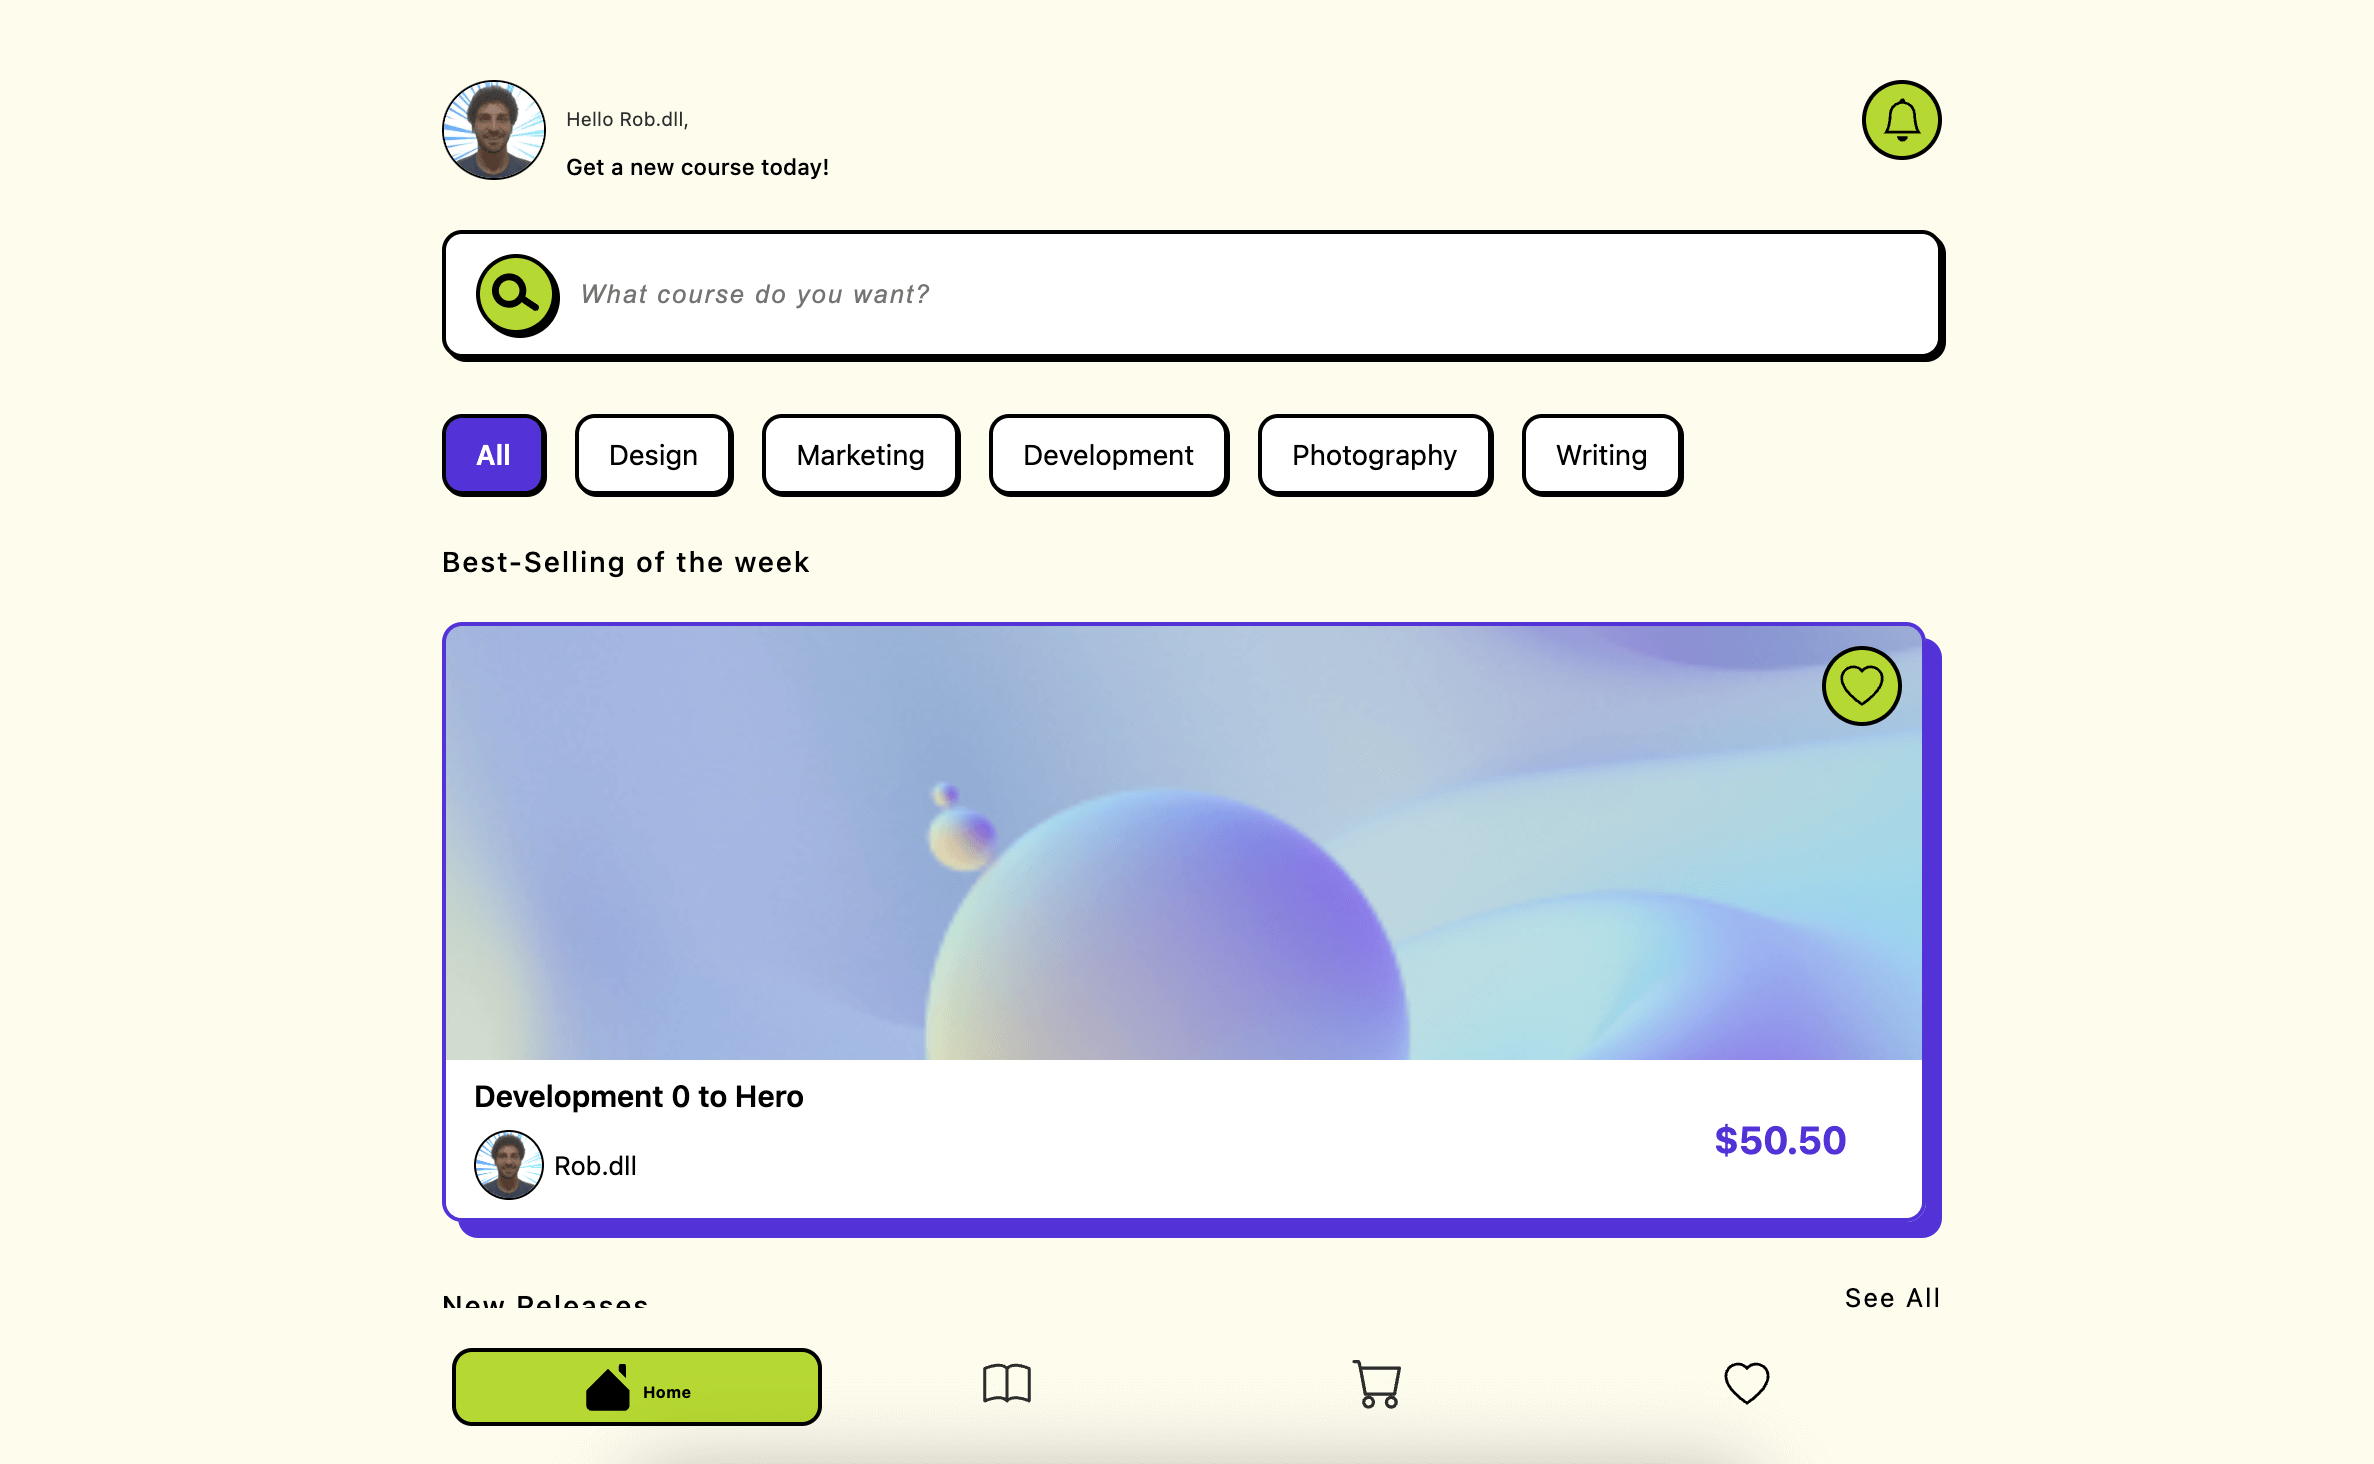 Hello Rob.dll,
Get a new course today!
What course do you want?
All
Design
Marketing
Development
Photography
Writing
Best-Selling of the week
Development 0 to Hero
Rob.dll
$50.50
New Releases
See All
Home